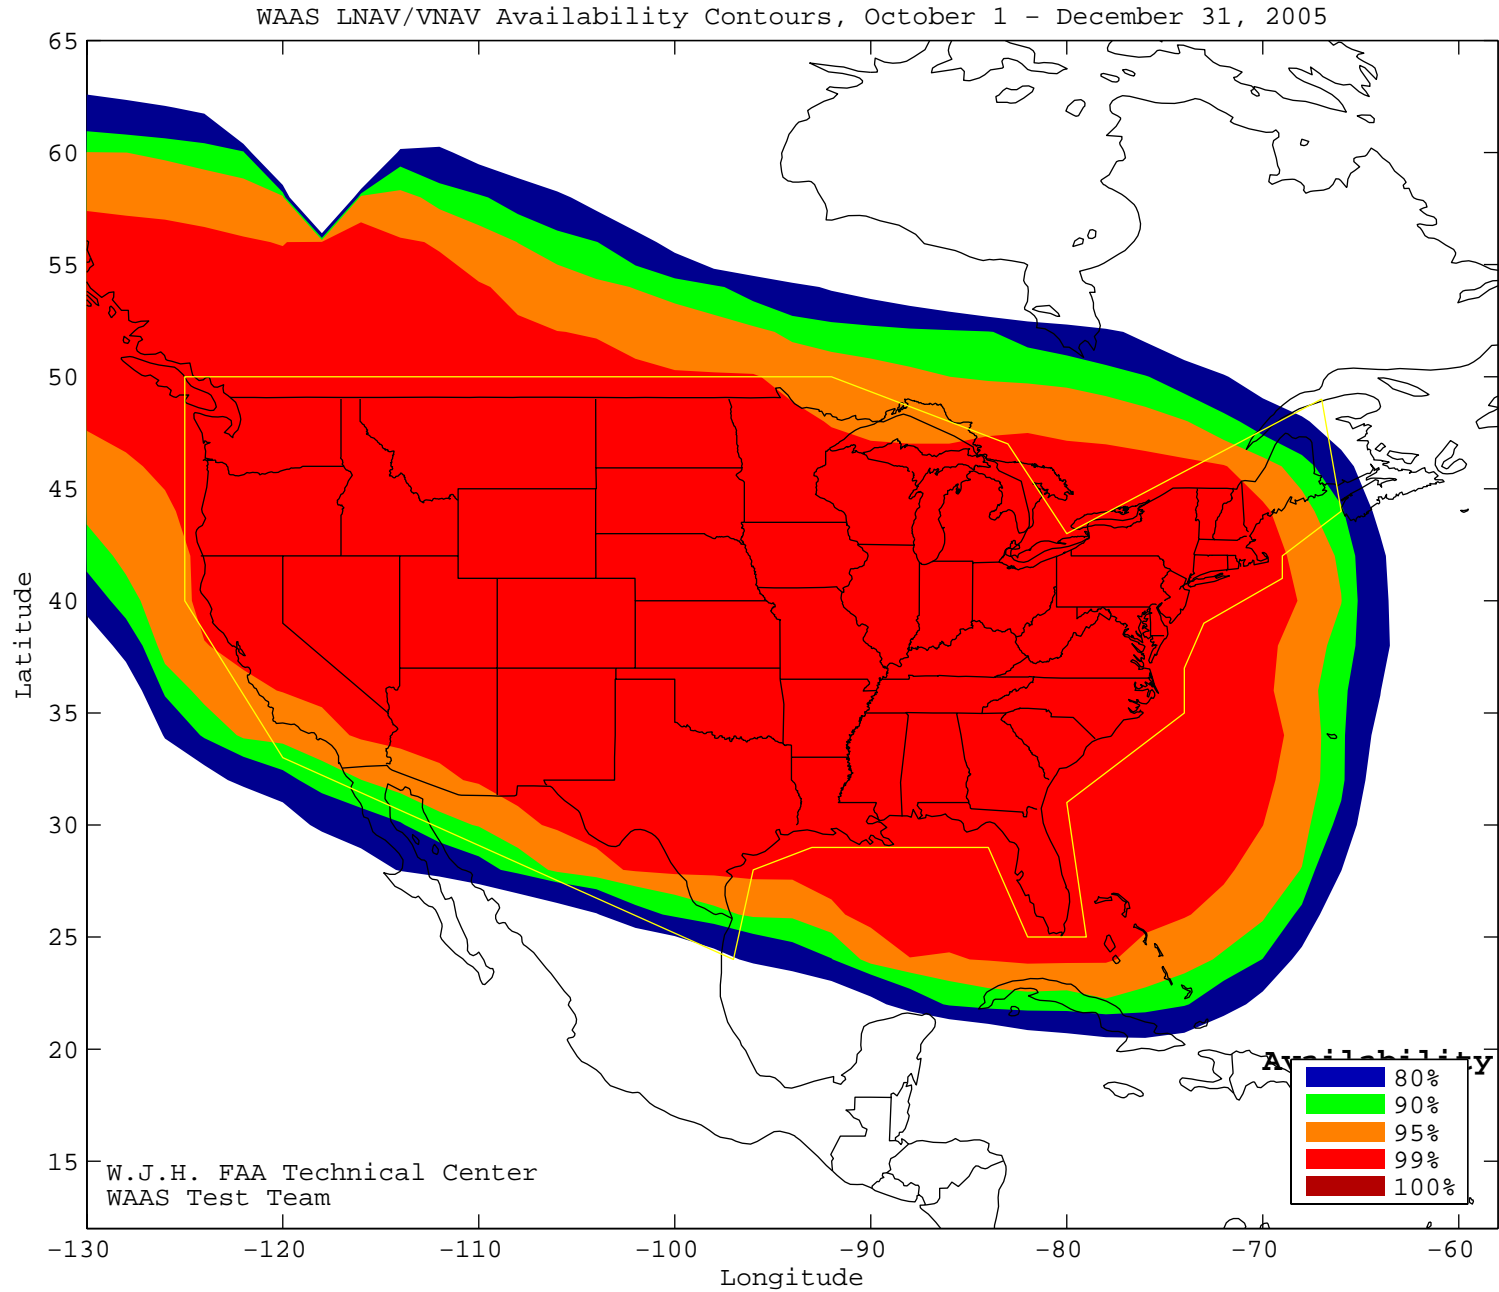 WAAS LNAV/VNAV Availability Contours, October 1 - December 31, 2005
65
60
55
50
45
40
35
30
25
20
15
Latitude
Availability
80%
90%
95%
99%
100%
W.J.H. FAA Technical Center
WAAS Test Team
-130 -120 -110 -100 -90 -80 -70 -60
Longitude